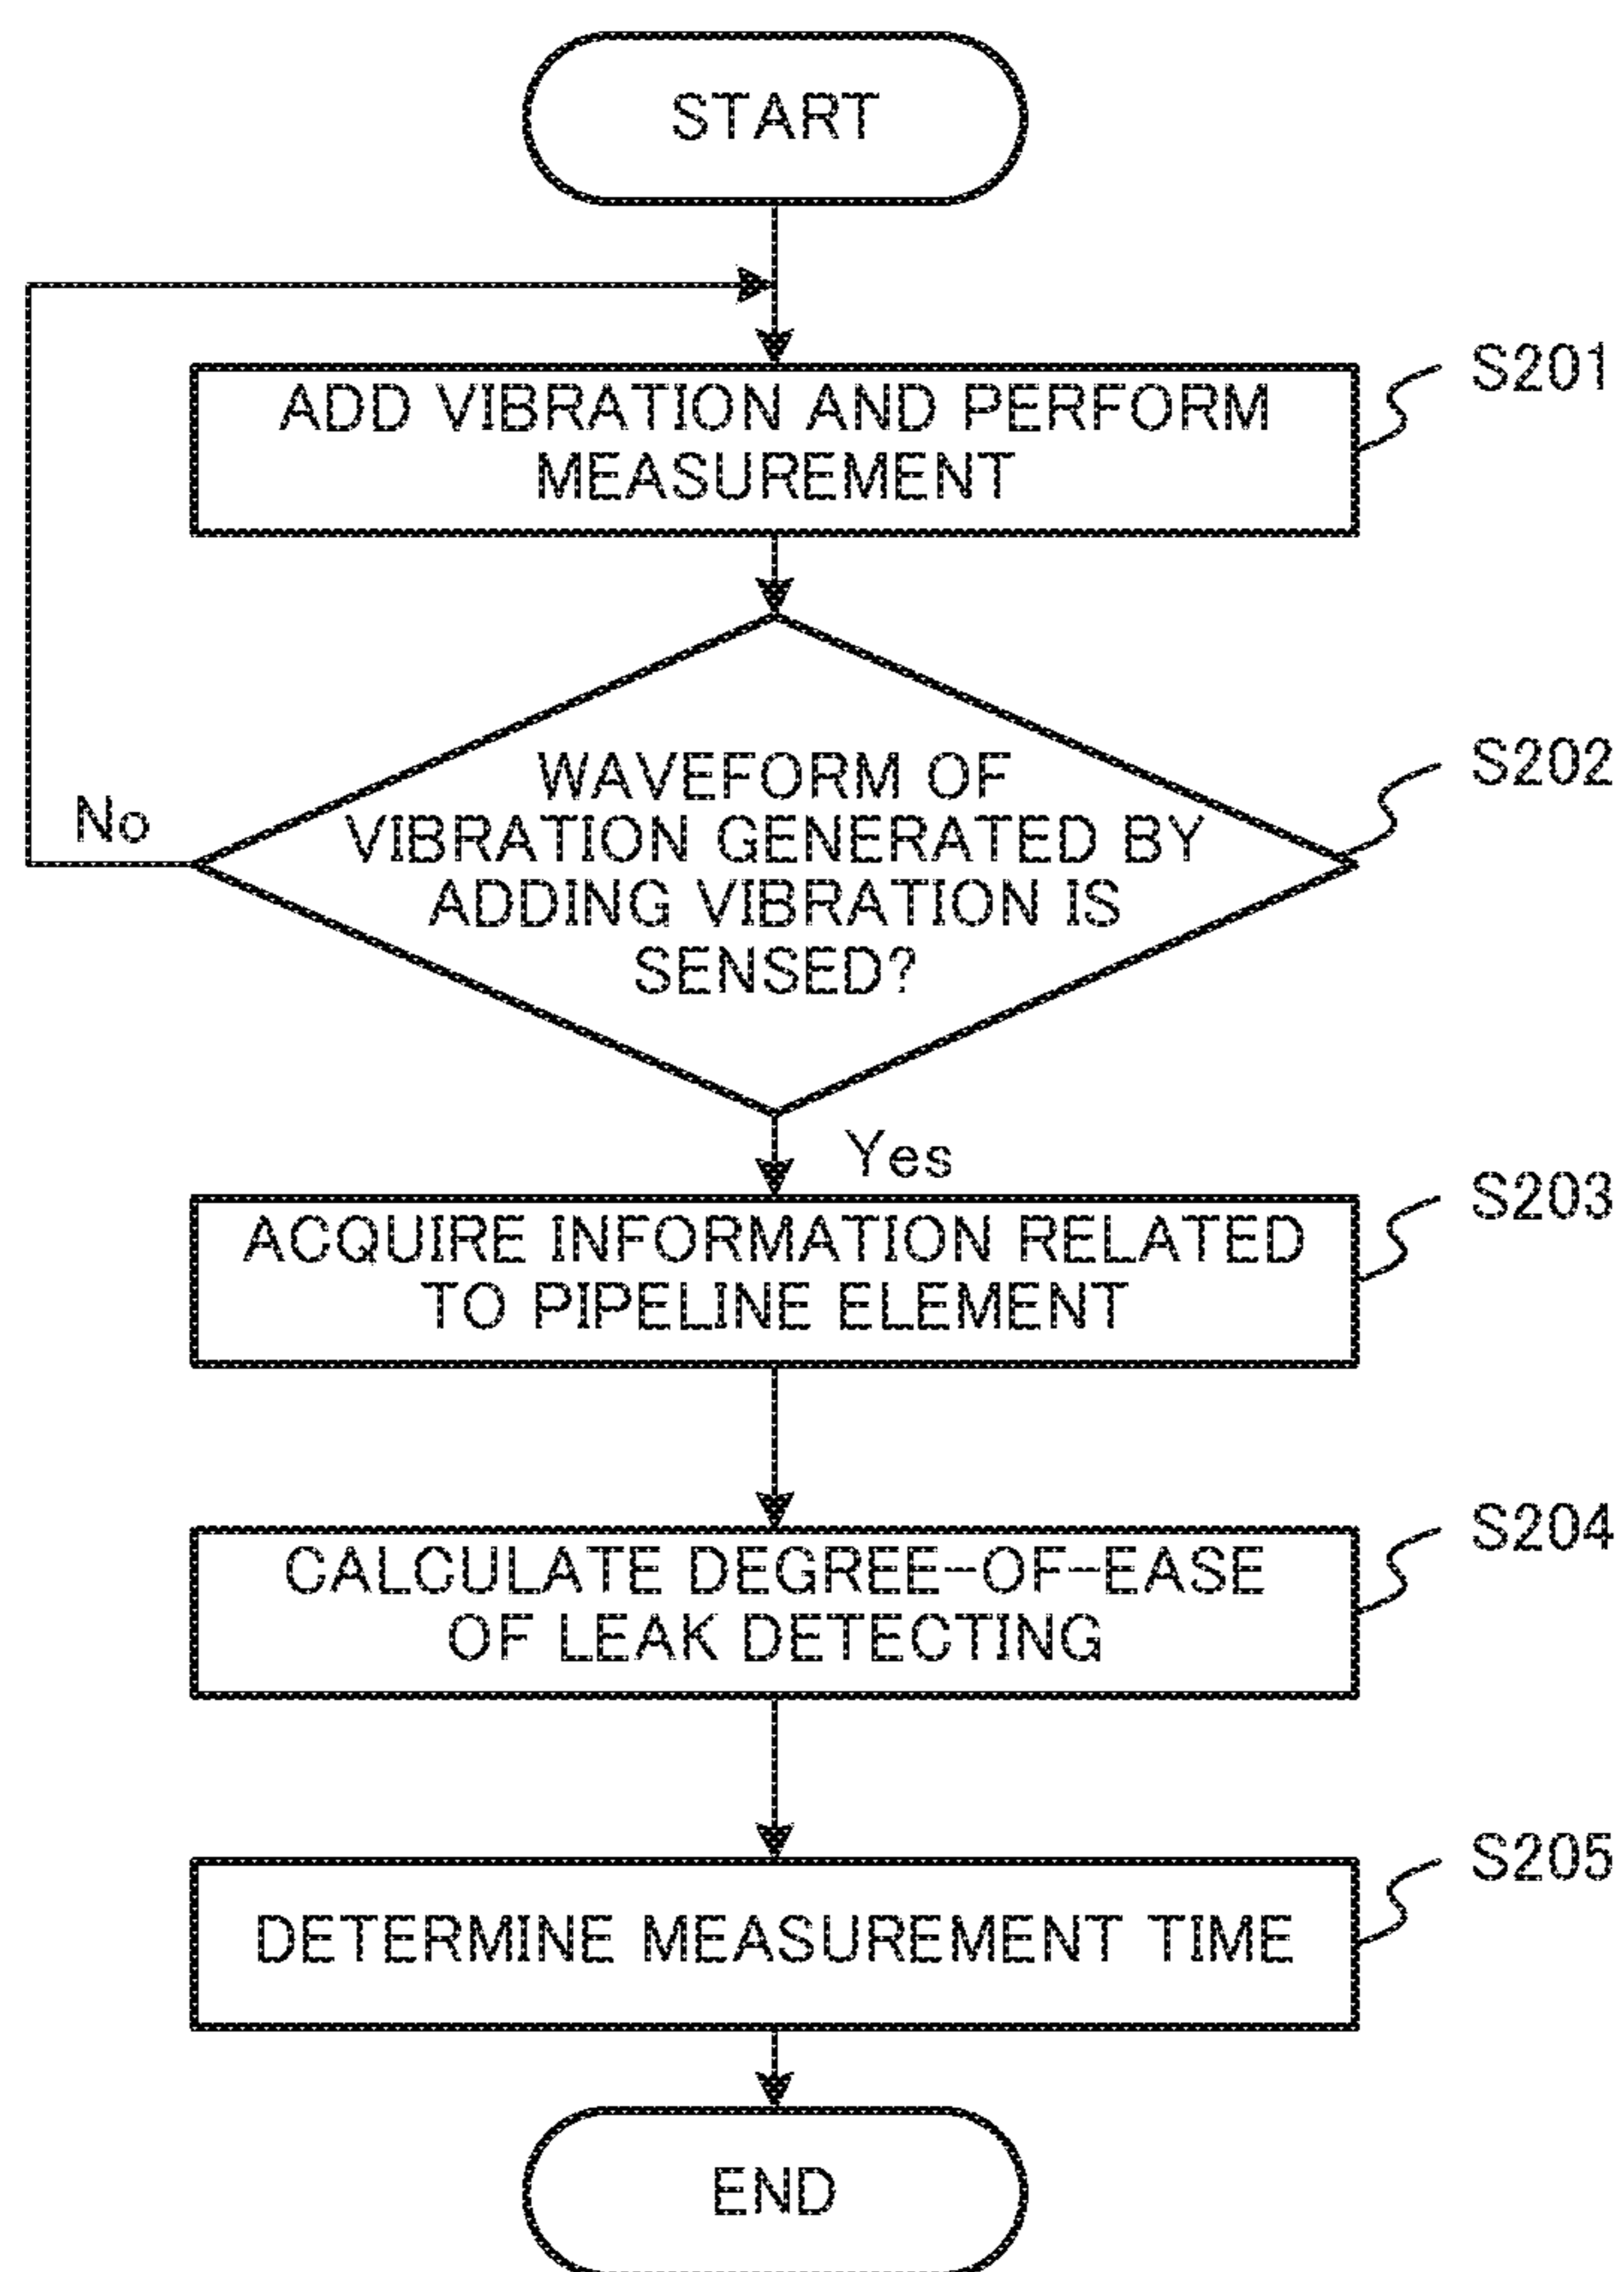 START
ADD VIBRATION AND PERFORM
MEASUREMENT
S201
WAVEFORM OF
VIBRATION GENERATED BY
ADDING VIBRATION IS
SENSED?
S202
No
Yes
ACQUIRE INFORMATION RELATED
TO PIPELINE ELEMENT
S203
CALCULATE DEGREE-OF-EASE
OF LEAK DETECTING
S204
DETERMINE MEASUREMENT TIME
S205
END